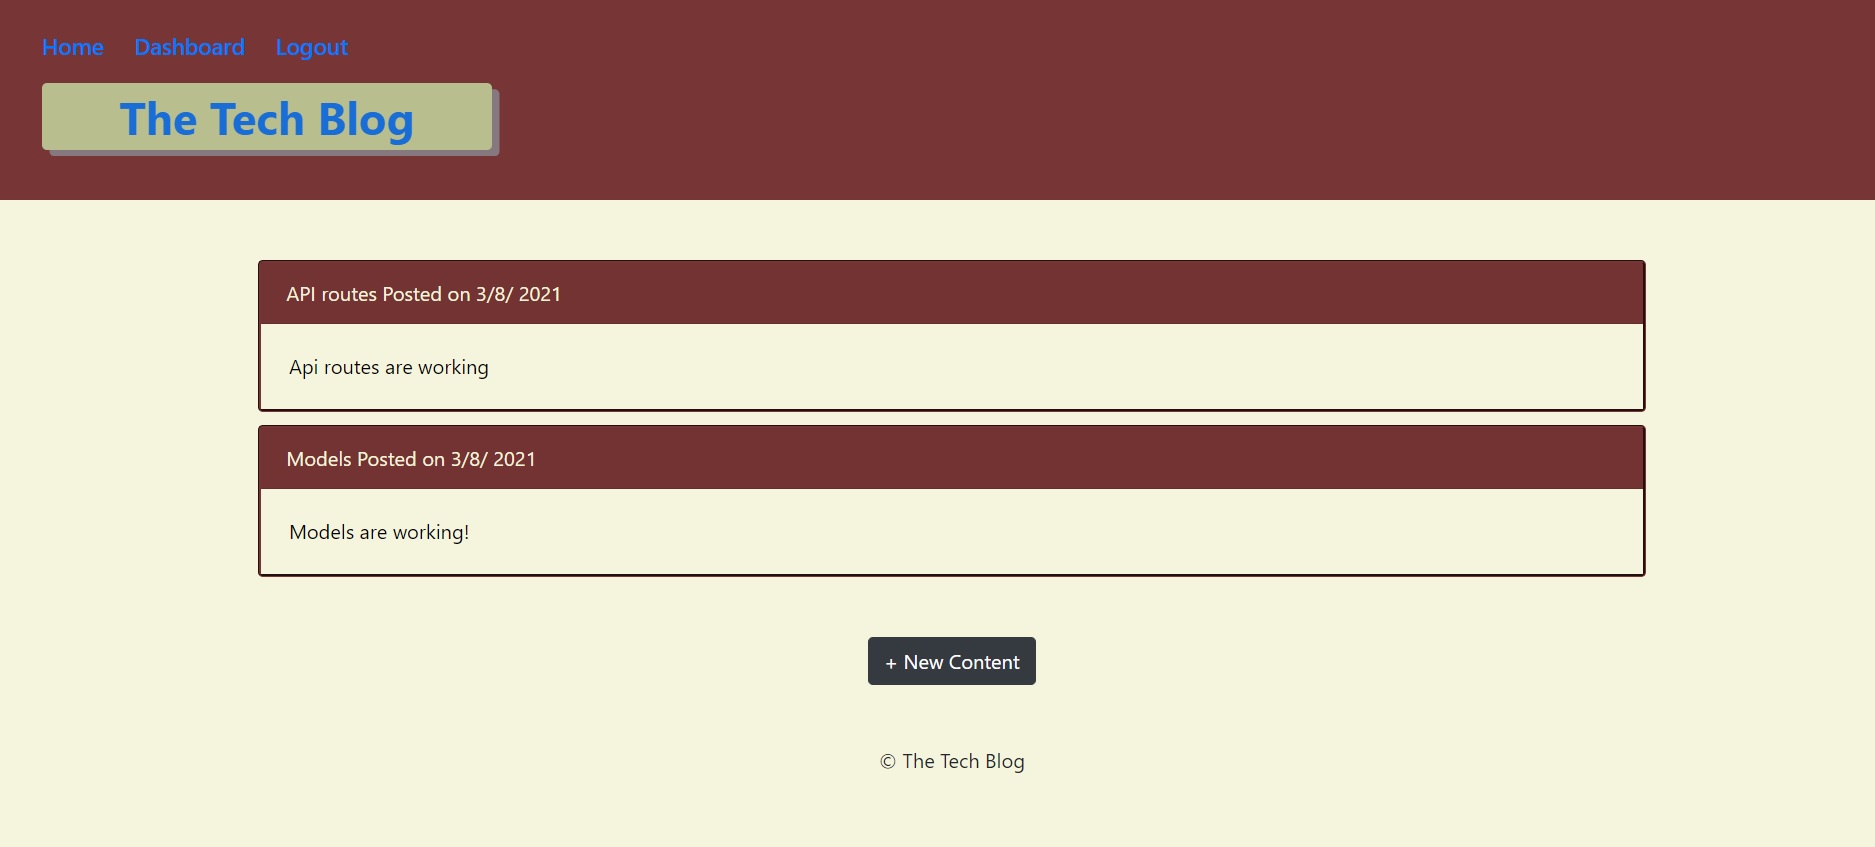 Home Dashboard Logout
The Tech Blog
API routes Posted on 3/8/ 2021
Api routes are working
Models Posted on 3/8/ 2021
Models are working!
+ New Content
© The Tech Blog